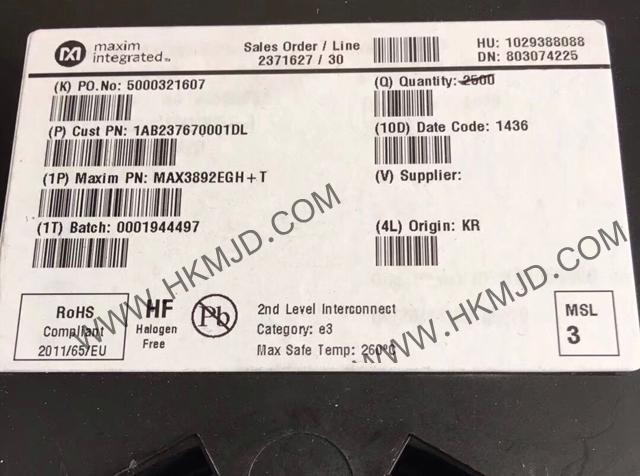 maxim
integrated™
Sales Order / Line
2371627 / 30
HU: 1029388088
DN: 803074225
(K) PO.No: 5000321607
(Q) Quantity: 2500
(P) Cust PN: 1AB237670001DL
(10D) Date Code: 1436
(1P) Maxim PN: MAX3892EGH+T
(V) Supplier:
(1T) Batch: 0001944497
(4L) Origin: KR
RoHS
Compliant
2011/65/EU
HF
Halogen
Free
Pb
2nd Level Interconnect
Category: e3
Max Safe Temp: 260ºC
MSL
3
WWW.HKMJD.COM
WWW.HKMJD.COM